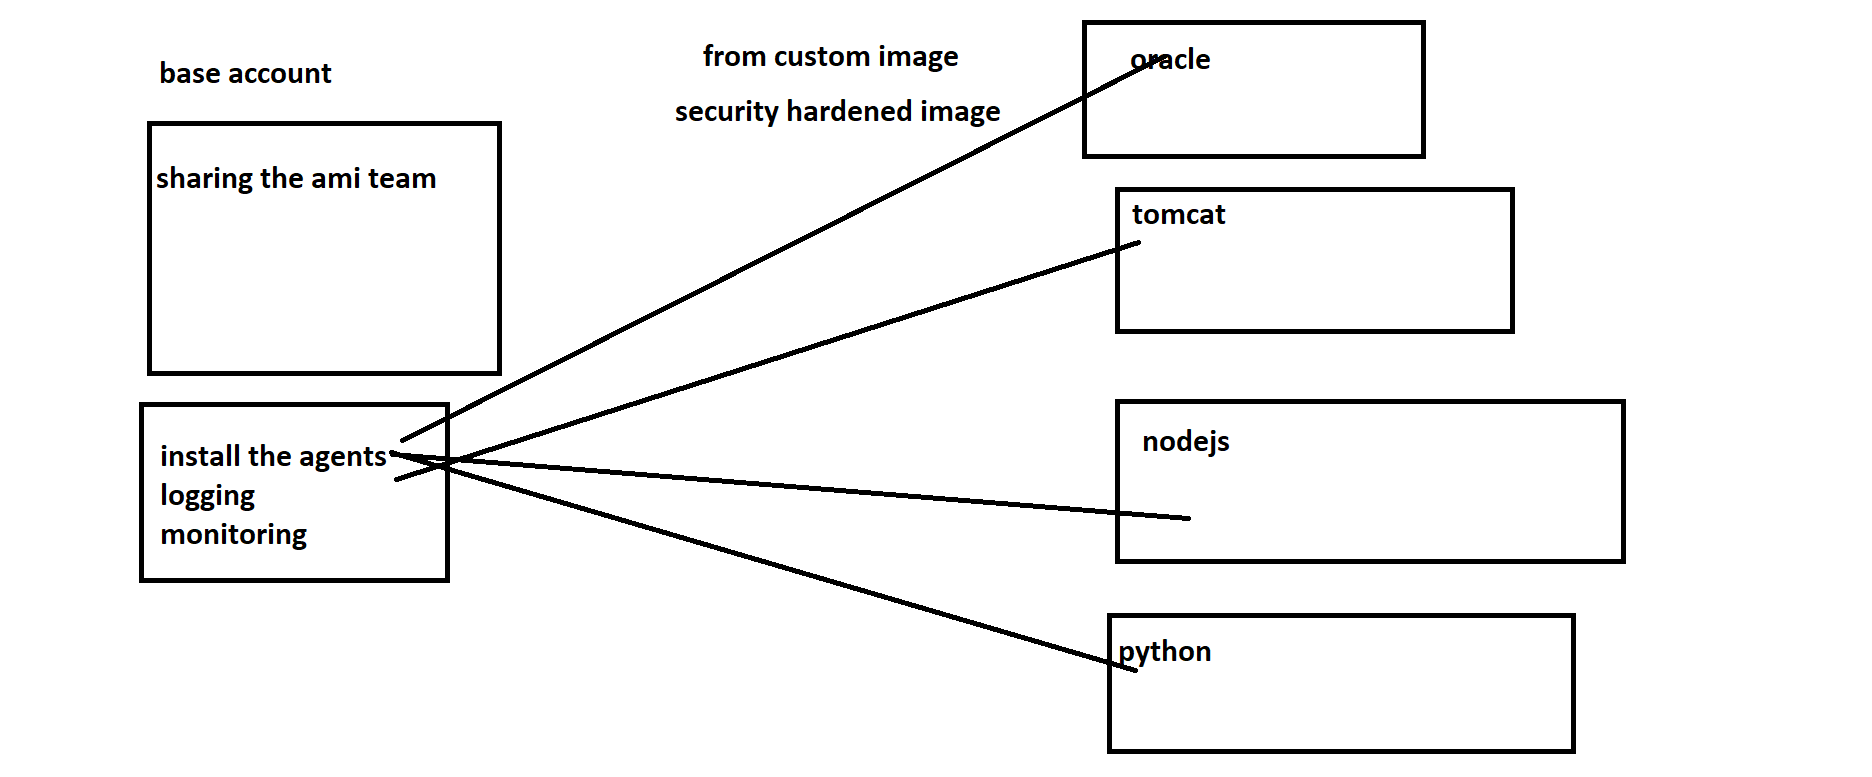 base account
sharing the ami team
install the agents
logging
monitoring
from custom image
security hardened image
oracle
tomcat
nodejs
python